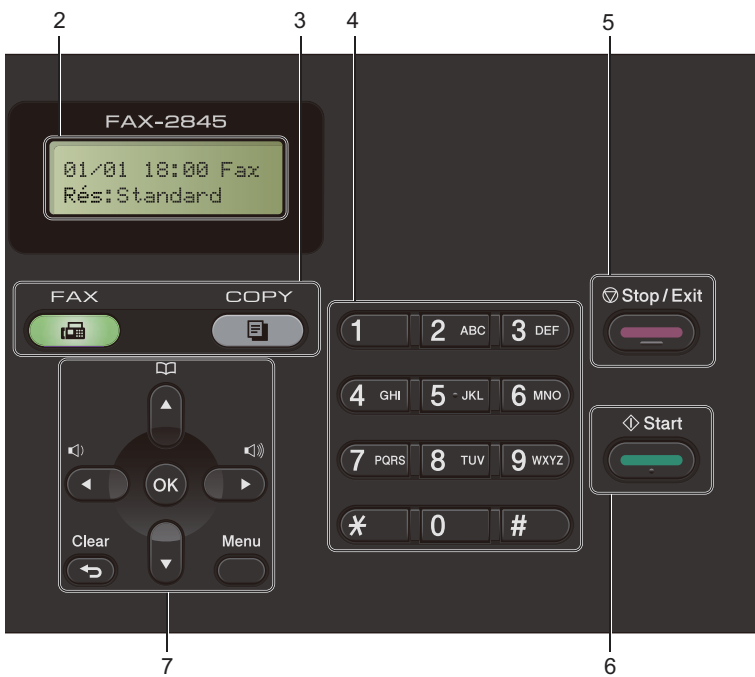 2 3 4 5
FAX-2845
01/01 18:00 Fax
Rés:Standard
FAX COPY
Stop / Exit
1 2 ABC 3 DEF
4 GHI 5 JKL 6 MNO
7 PQRS 8 TUV 9 WXYZ
* 0 #
Start
OK
Clear Menu
7 6